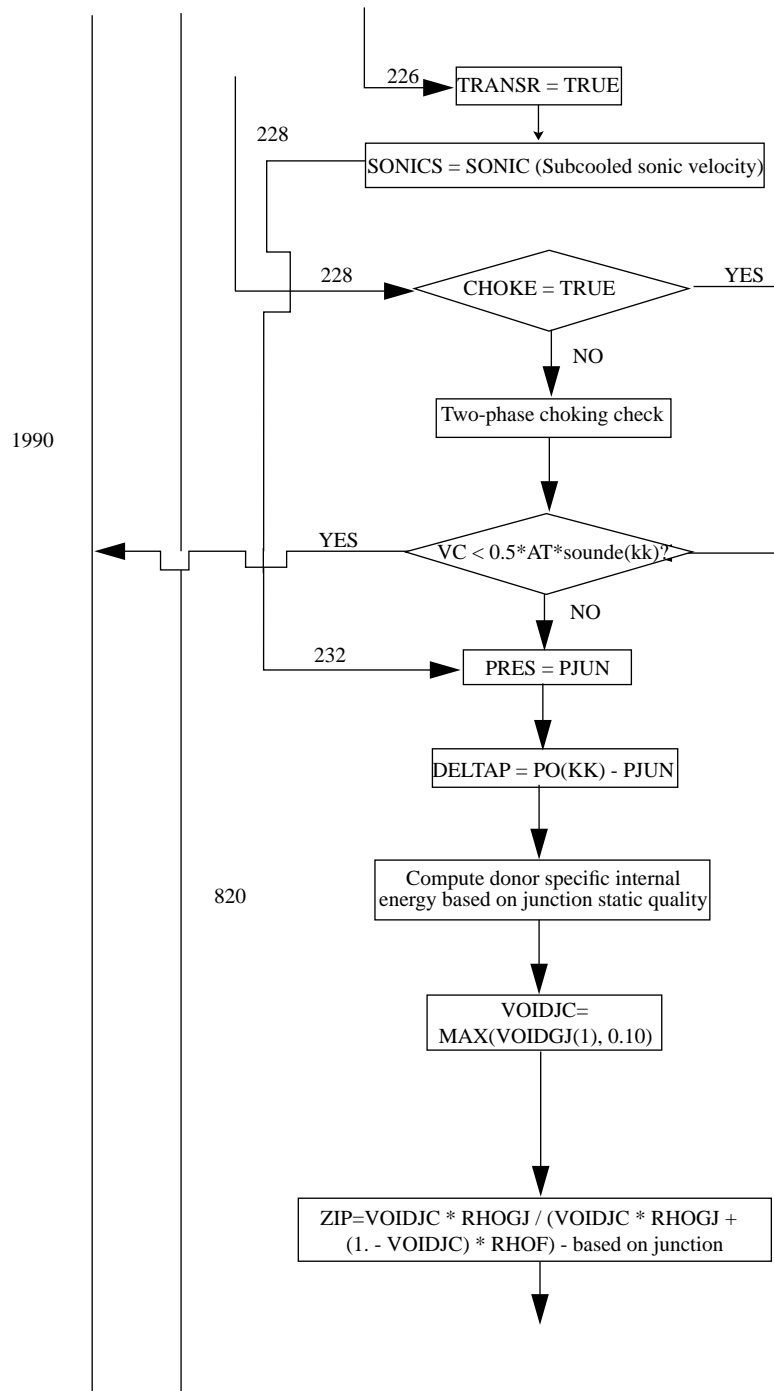 226
TRANSR = TRUE
228
SONICS = SONIC (Subcooled sonic velocity)
228
CHOKE = TRUE
YES
NO
Two-phase choking check
1990
YES
VC < 0.5*AT*sounde(kk)?
NO
232
PRES = PJUN
DELTAP = PO(KK) - PJUN
820
Compute donor specific internal
energy based on junction static quality
VOIDJC=
MAX(VOIDGJ(1), 0.10)
ZIP=VOIDJC * RHOGJ / (VOIDJC * RHOGJ +
(1. - VOIDJC) * RHOF) - based on junction